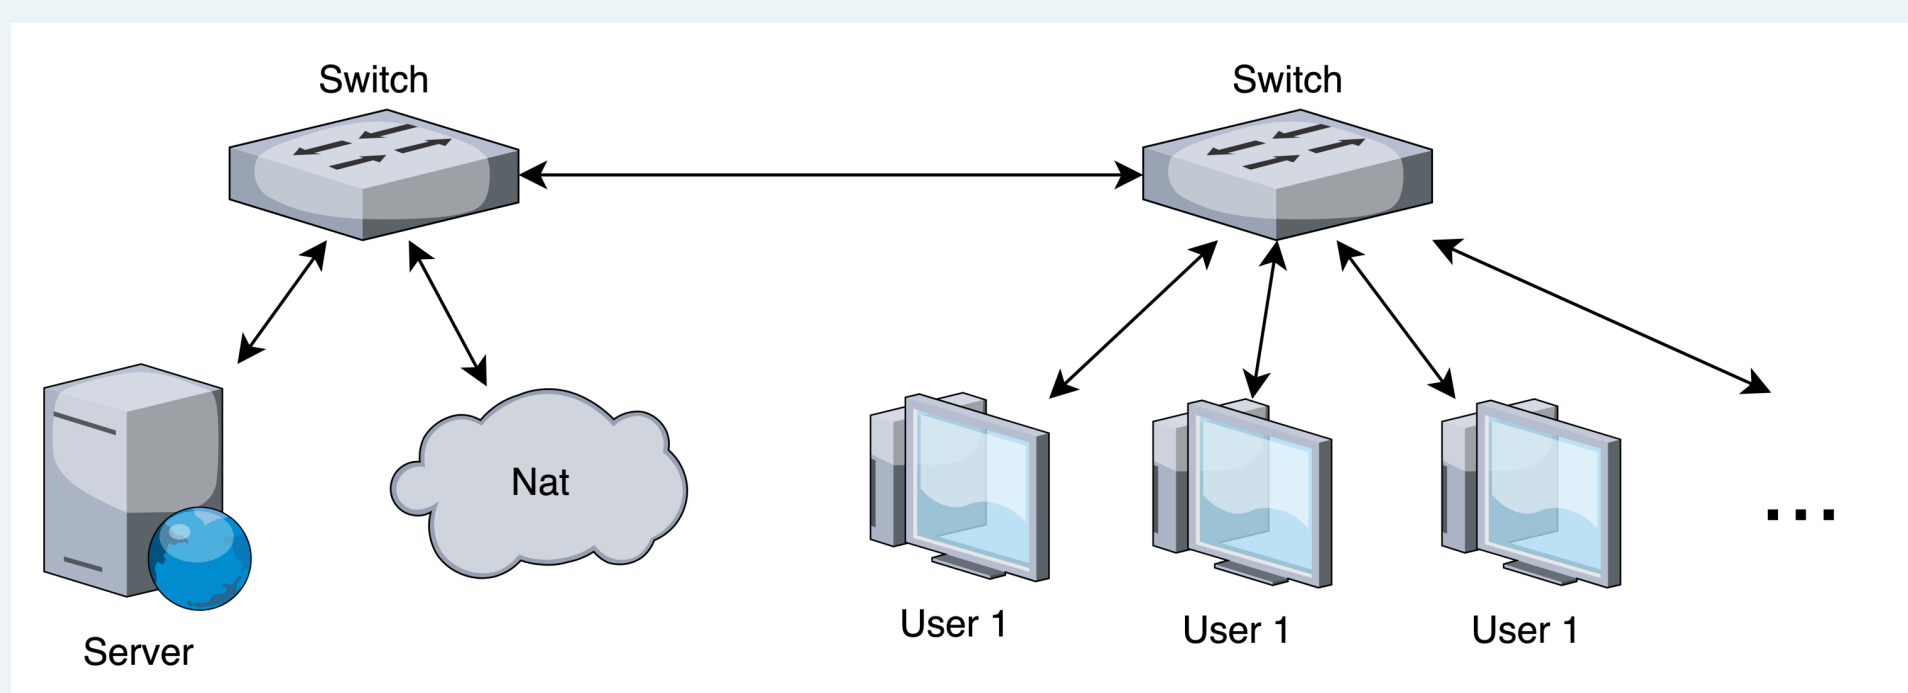 Switch
Switch
Nat
Server
User 1
User 1
User 1
...